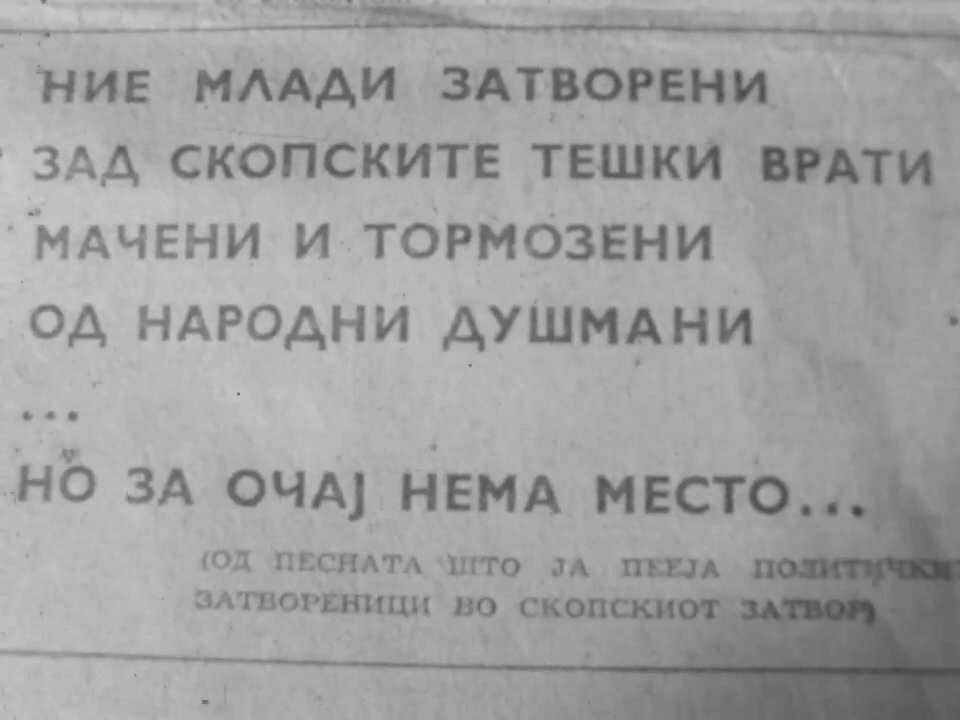 НИЕ МЛАДИ ЗАТВОРЕНИ
ЗАД СКОПСКИТЕ ТЕШКИ ВРАТИ
МАЧЕНИ И ТОРМОЗЕНИ
ОД НАРОДНИ ДУШМАНИ
...
НО ЗА ОЧАЈ НЕМА МЕСТО...
(ОД ПЕСНАТА ШТО ЈА ПЕЕЈА ПОЛИТИЧКИ
ЗАТВОРЕНИЦИ ВО СКОПСКИОТ ЗАТВОР)